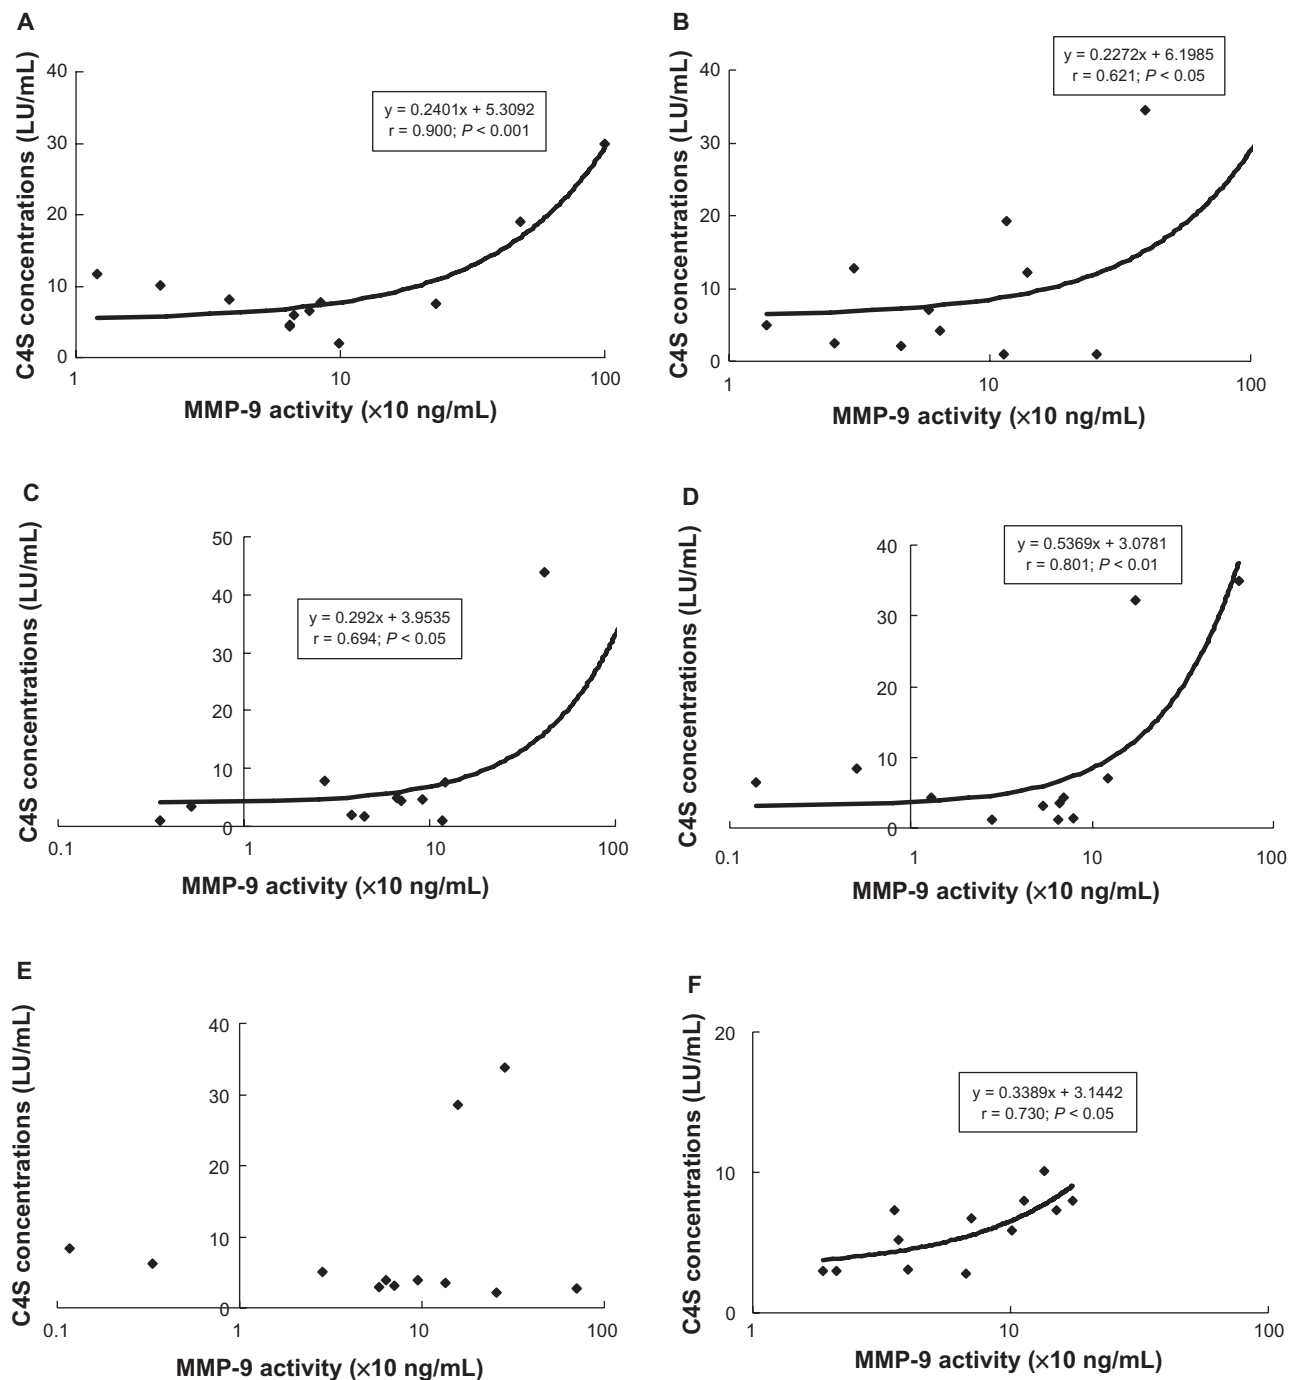 A
C4S concentrations (LU/mL)
40
30
20
10
0
y = 0.2401x + 5.3092
r = 0.900; P < 0.001
1
10
100
MMP-9 activity (×10 ng/mL)
B
C4S concentrations (LU/mL)
40
30
20
10
0
y = 0.2272x + 6.1985
r = 0.621; P < 0.05
1
10
100
MMP-9 activity (×10 ng/mL)
C
C4S concentrations (LU/mL)
50
40
30
20
10
0
y = 0.292x + 3.9535
r = 0.694; P < 0.05
0.1
1
10
100
MMP-9 activity (×10 ng/mL)
D
C4S concentrations (LU/mL)
40
30
20
10
0
y = 0.5369x + 3.0781
r = 0.801; P < 0.01
0.1
1
10
100
MMP-9 activity (×10 ng/mL)
E
C4S concentrations (LU/mL)
40
30
20
10
0
0.1
1
10
100
MMP-9 activity (×10 ng/mL)
F
C4S concentrations (LU/mL)
20
10
0
y = 0.3389x + 3.1442
r = 0.730; P < 0.05
1
10
100
MMP-9 activity (×10 ng/mL)